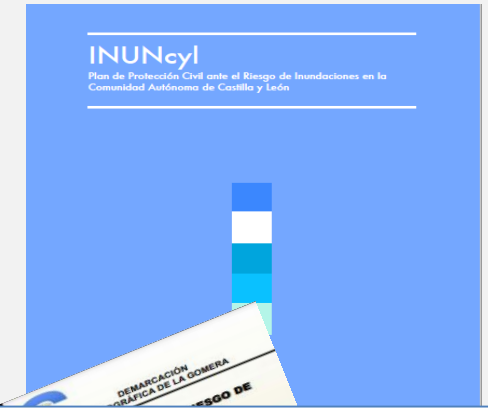 INUNcyl
Plan de Protección Civil ante el Riesgo de Inundaciones en la
Comunidad Autónoma de Castilla y León
DEMARCACIÓN
GRÁFICA DE LA GOMERA
SGO DE